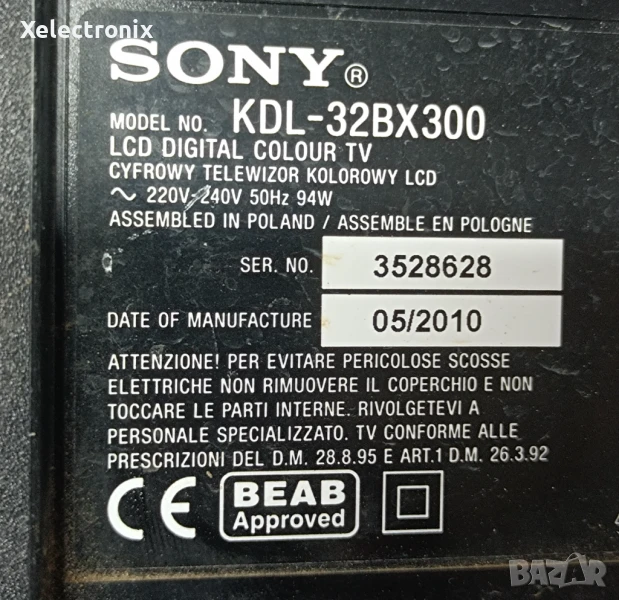 Xelectronix
SONY®
MODEL NO. KDL-32BX300
LCD DIGITAL COLOUR TV
CYFROWY TELEWIZOR KOLOROWY LCD
~ 220V-240V 50Hz 94W
ASSEMBLED IN POLAND / ASSEMBLE EN POLOGNE
SER. NO. 3528628
DATE OF MANUFACTURE 05/2010
ATTENZIONE! PER EVITARE PERICOLOSE SCOSSE
ELETTRICHE NON RIMUOVERE IL COPERCHIO E NON
TOCCARE LE PARTI INTERNE. RIVOLGETEVI A
PERSONALE SPECIALIZZATO. TV CONFORME ALLE
PRESCRIZIONI DEL D.M. 28.8.95 E ART.1 D.M. 26.3.92
CE BEAB
Approved
BAZAR